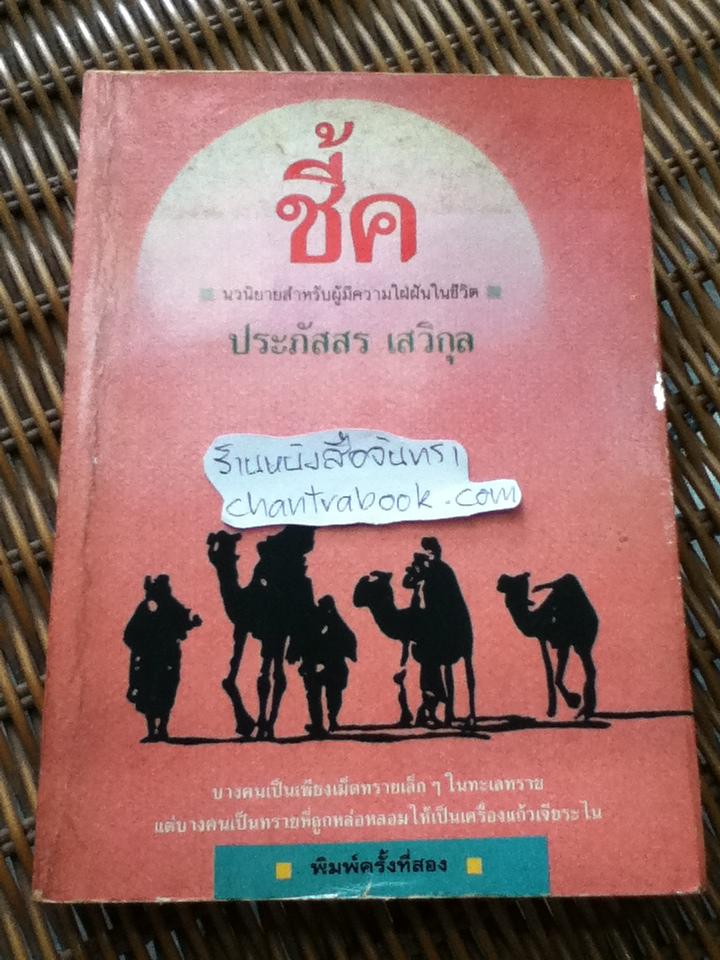 ชี้ค
นวนิยายสำหรับผู้มีความใฝ่ฝันในชีวิต
ประภัสสร เสวิกุล
ร้านหนังสือจันทรา
chantrabook.com
บางคนเป็นเพียงเม็ดทรายเล็ก ๆ ในทะเลทราย
แต่บางคนเป็นทรายที่ถูกหล่อหลอมให้เป็นเครื่องแก้วเจียระไน
พิมพ์ครั้งที่สอง